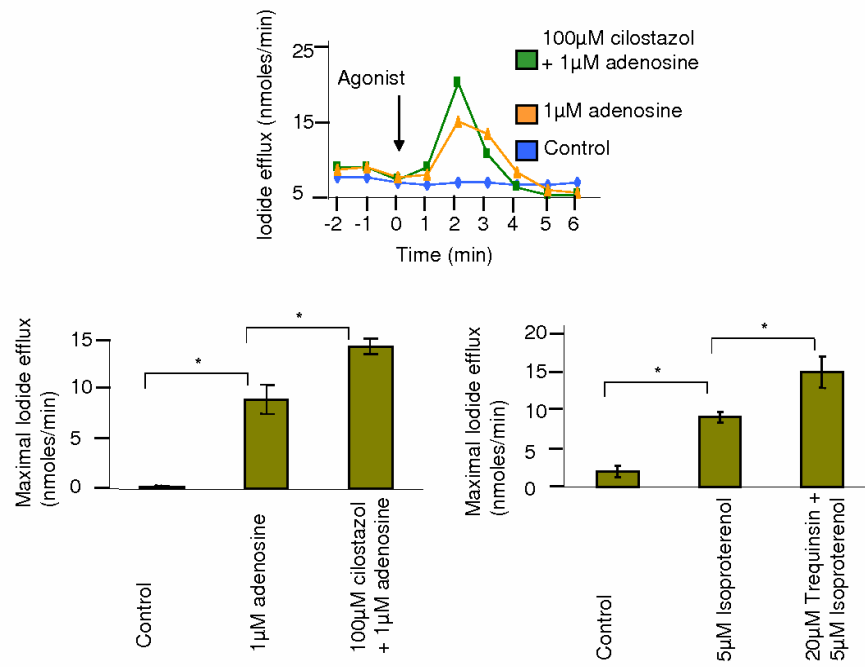 Iodide efflux (nmoles/min)
25
15
5
Agonist
100µM cilostazol
+ 1µM adenosine
1µM adenosine
Control
-2 -1 0 1 2 3 4 5 6
Time (min)
Maximal Iodide efflux
(nmoles/min)
15
10
5
0
*
*
Control
1µM adenosine
100µM cilostazol
+ 1µM adenosine
Maximal Iodide efflux
(nmoles/min)
20
15
10
5
0
*
*
Control
5µM Isoproterenol
20µM Trequinsin +
5µM Isoproterenol